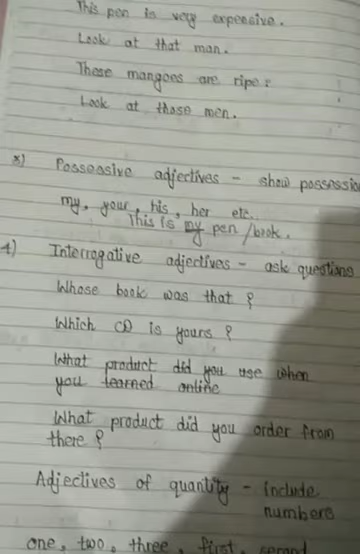 This pen is very expensive.
Look at that man.
These mangoes are ripe.
Look at those men.
3) Possessive adjectives - show possessio
my, your, his, her etc.
This is my pen /book.
4) Interrogative adjectives - ask questions
Whose book was that ?
Which CD is yours ?
What product did you use when
you learned online
What product did you order from
there ?
Adjectives of quantity - include
numbers
one, two, three, first, second